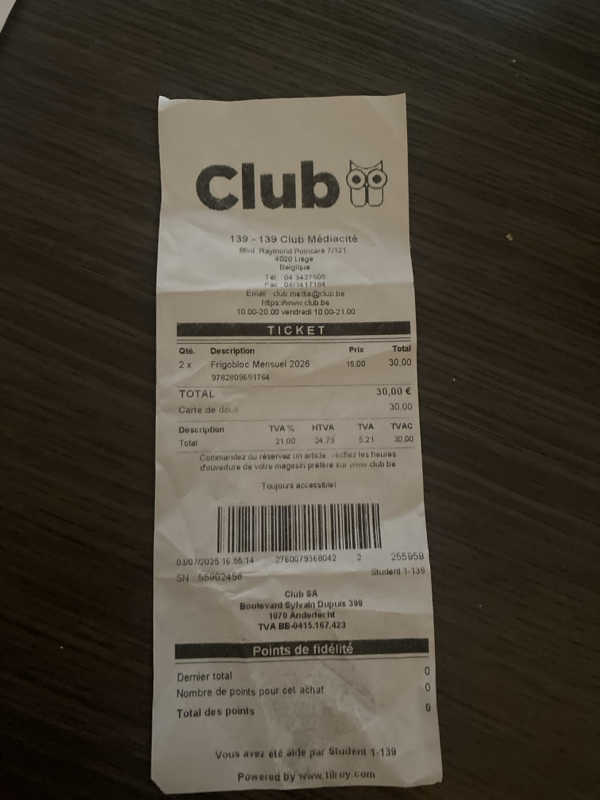 Club
139 - 139 Club Médiacité
Blvd. Raymond Poincaré 7/121
4020 Liège
Belgique
Tél. 04 3427605
Fax 04/3417164
Email : club.media@club.be
https://www.club.be
10.00-20.00 vendredi 10.00-21.00
TICKET
Qté. Description Prix Total
2 x Frigobloc Mensuel 2026 15,00 30,00
9782809691764
TOTAL 30,00 €
Carte de 30.00
Description TVA % HTVA TVA TVAC
Total 21,00 24,79 5,21 30,00
Commandez ou réservez un article, vérifiez les heures
d'ouverture de votre magasin préféré sur www.club.be
Toujours accessible!
03/07/2025 16:55:14 2760079368042 2 255959
SN 55902456 Student 1-139
Club SA
Boulevard Sylvain Dupuis 399
1070 Anderlecht
TVA BE-0415.167.423
Points de fidélité
Dernier total 0
Nombre de points pour cet achat 0
Total des points 0
Vous avez été aidé par Student 1-139
Powered by www.tilroy.com